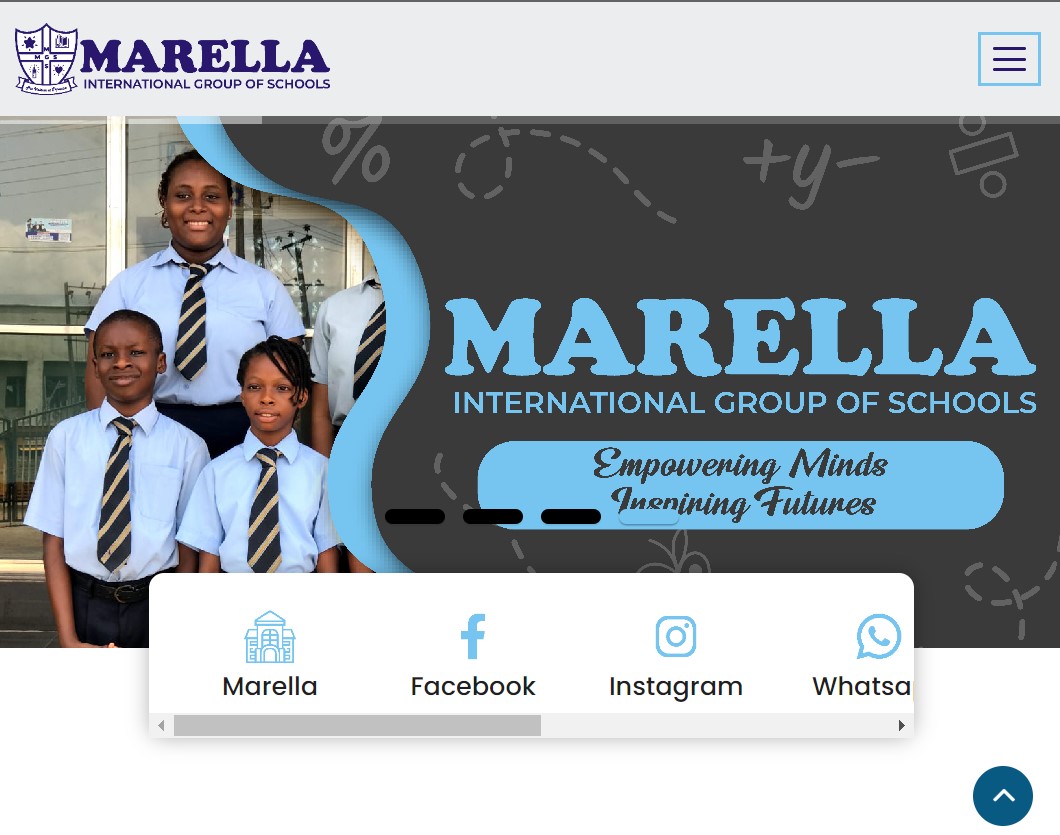 MARELLA
INTERNATIONAL GROUP OF SCHOOLS
M
M G S
S
%
+y−
MARELLA
INTERNATIONAL GROUP OF SCHOOLS
Empowering Minds
Inspiring Futures
Marella
Facebook
Instagram
Whatsa